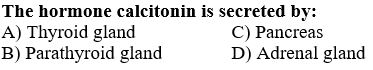 The hormone calcitonin is secreted by:
A) Thyroid gland C) Pancreas
B) Parathyroid gland D) Adrenal gland